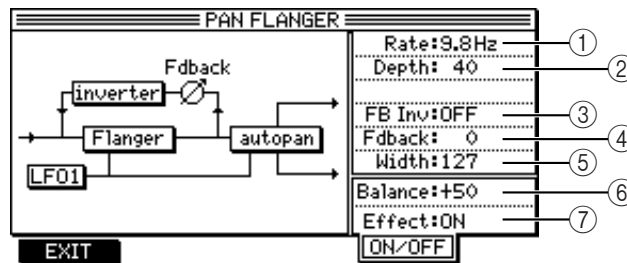 PAN FLANGER
Fdback
inverter
Flanger
autopan
LFO1
Rate:9.8Hz
Depth: 40
FB Inv:OFF
Fdback: 0
Width:127
Balance:+50
Effect:ON
EXIT
ON/OFF
①
②
③
④
⑤
⑥
⑦